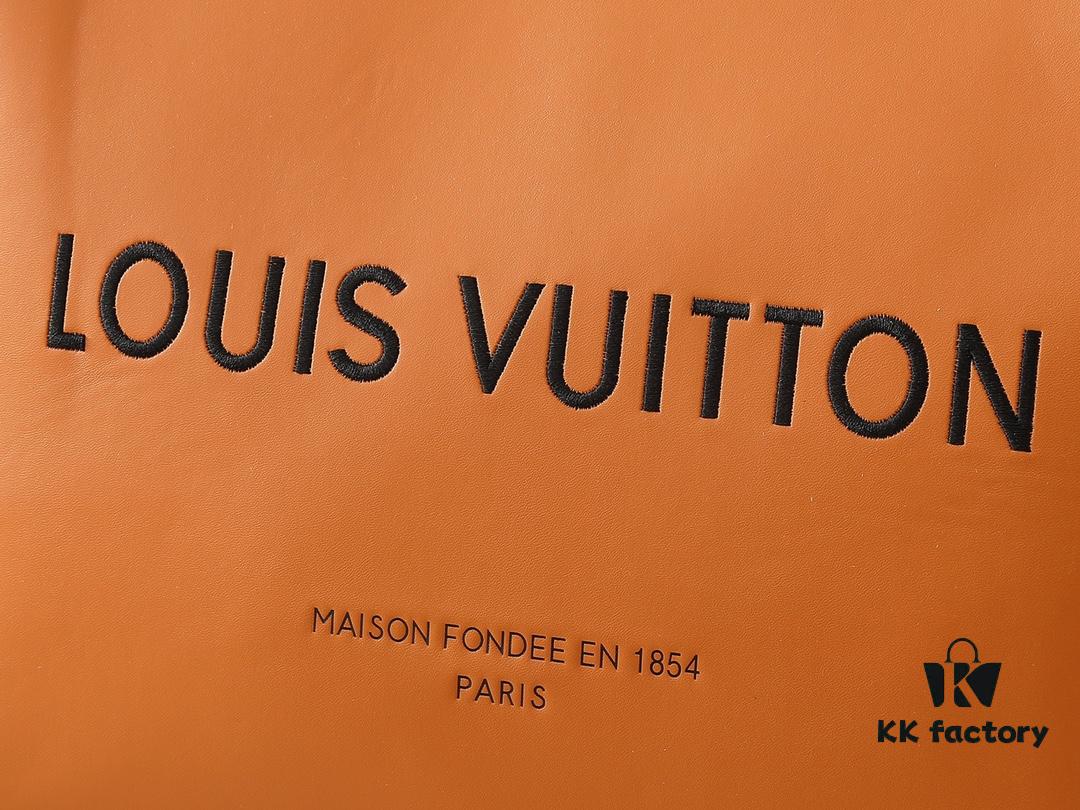 LOUIS VUITTON
MAISON FONDEE EN 1854
PARIS
K
KK factory